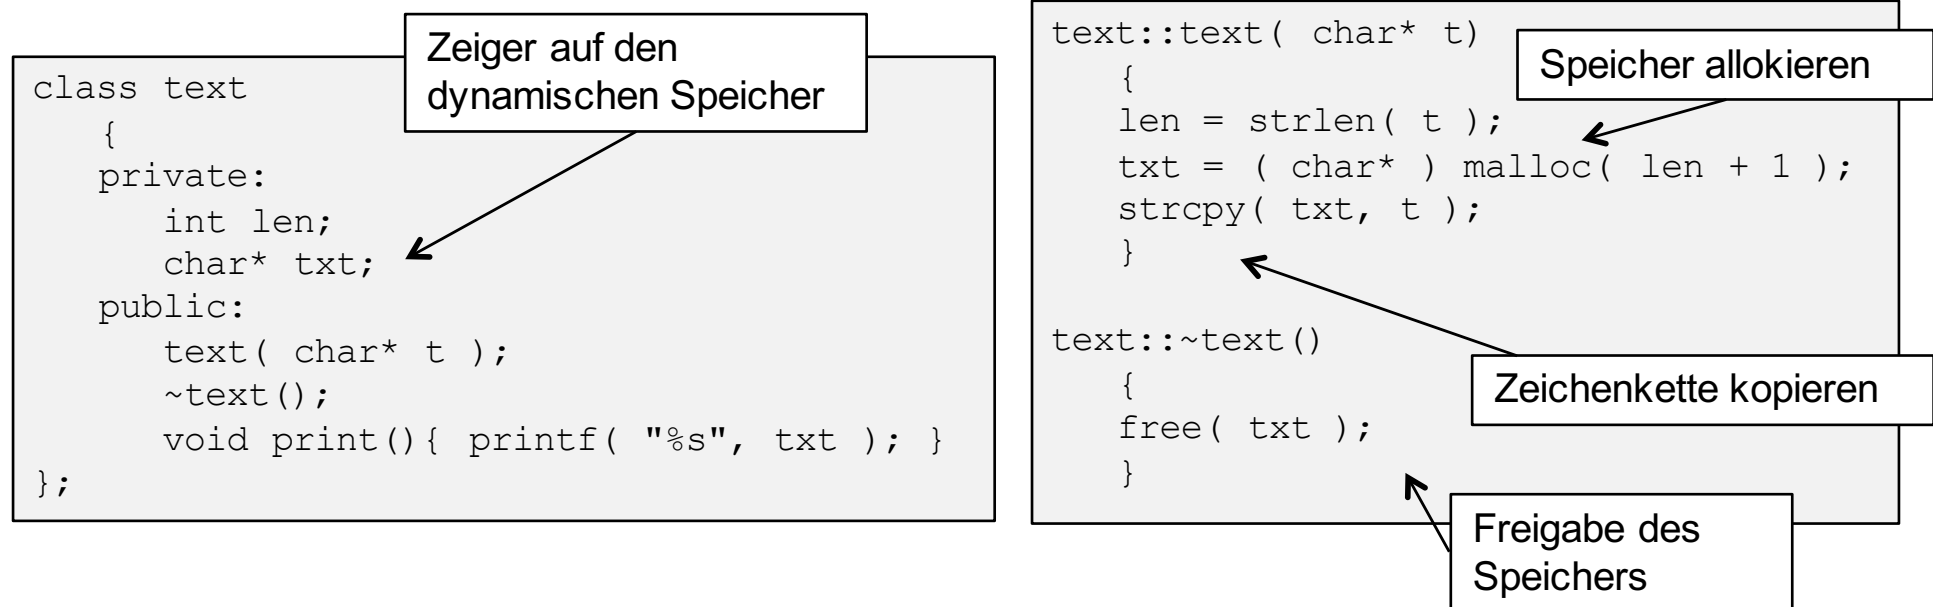 Zeiger auf den
dynamischen Speicher
class text
{
private:
int len;
char* txt;
public:
text( char* t );
~text();
void print(){ printf( "%s", txt ); }
};
text::text( char* t)
{
Speicher allokieren
len = strlen( t );
txt = ( char* ) malloc( len + 1 );
strcpy( txt, t );
}
text::~text()
{
Zeichenkette kopieren
free( txt );
}
Freigabe des
Speichers